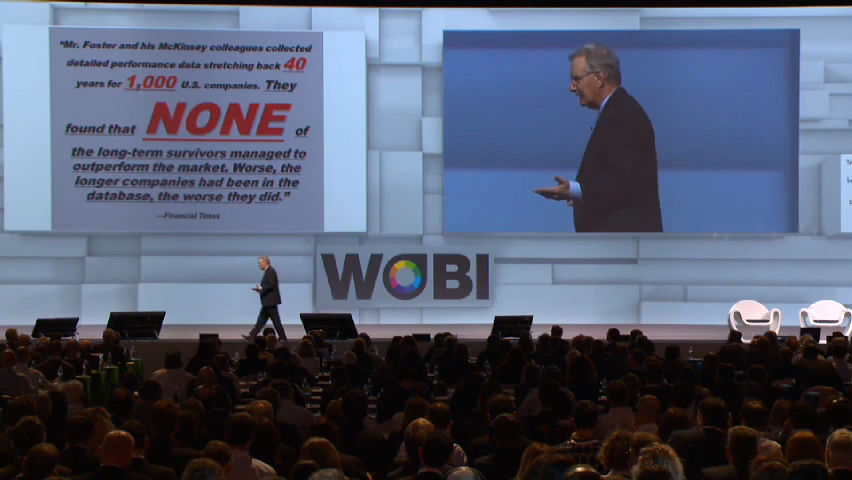 “Mr. Foster and his McKinsey colleagues collected
detailed performance data stretching back 40
years for 1,000 U.S. companies. They
found that NONE of
the long-term survivors managed to
outperform the market. Worse, the
longer companies had been in the
database, the worse they did.”
—Financial Times
WOBI